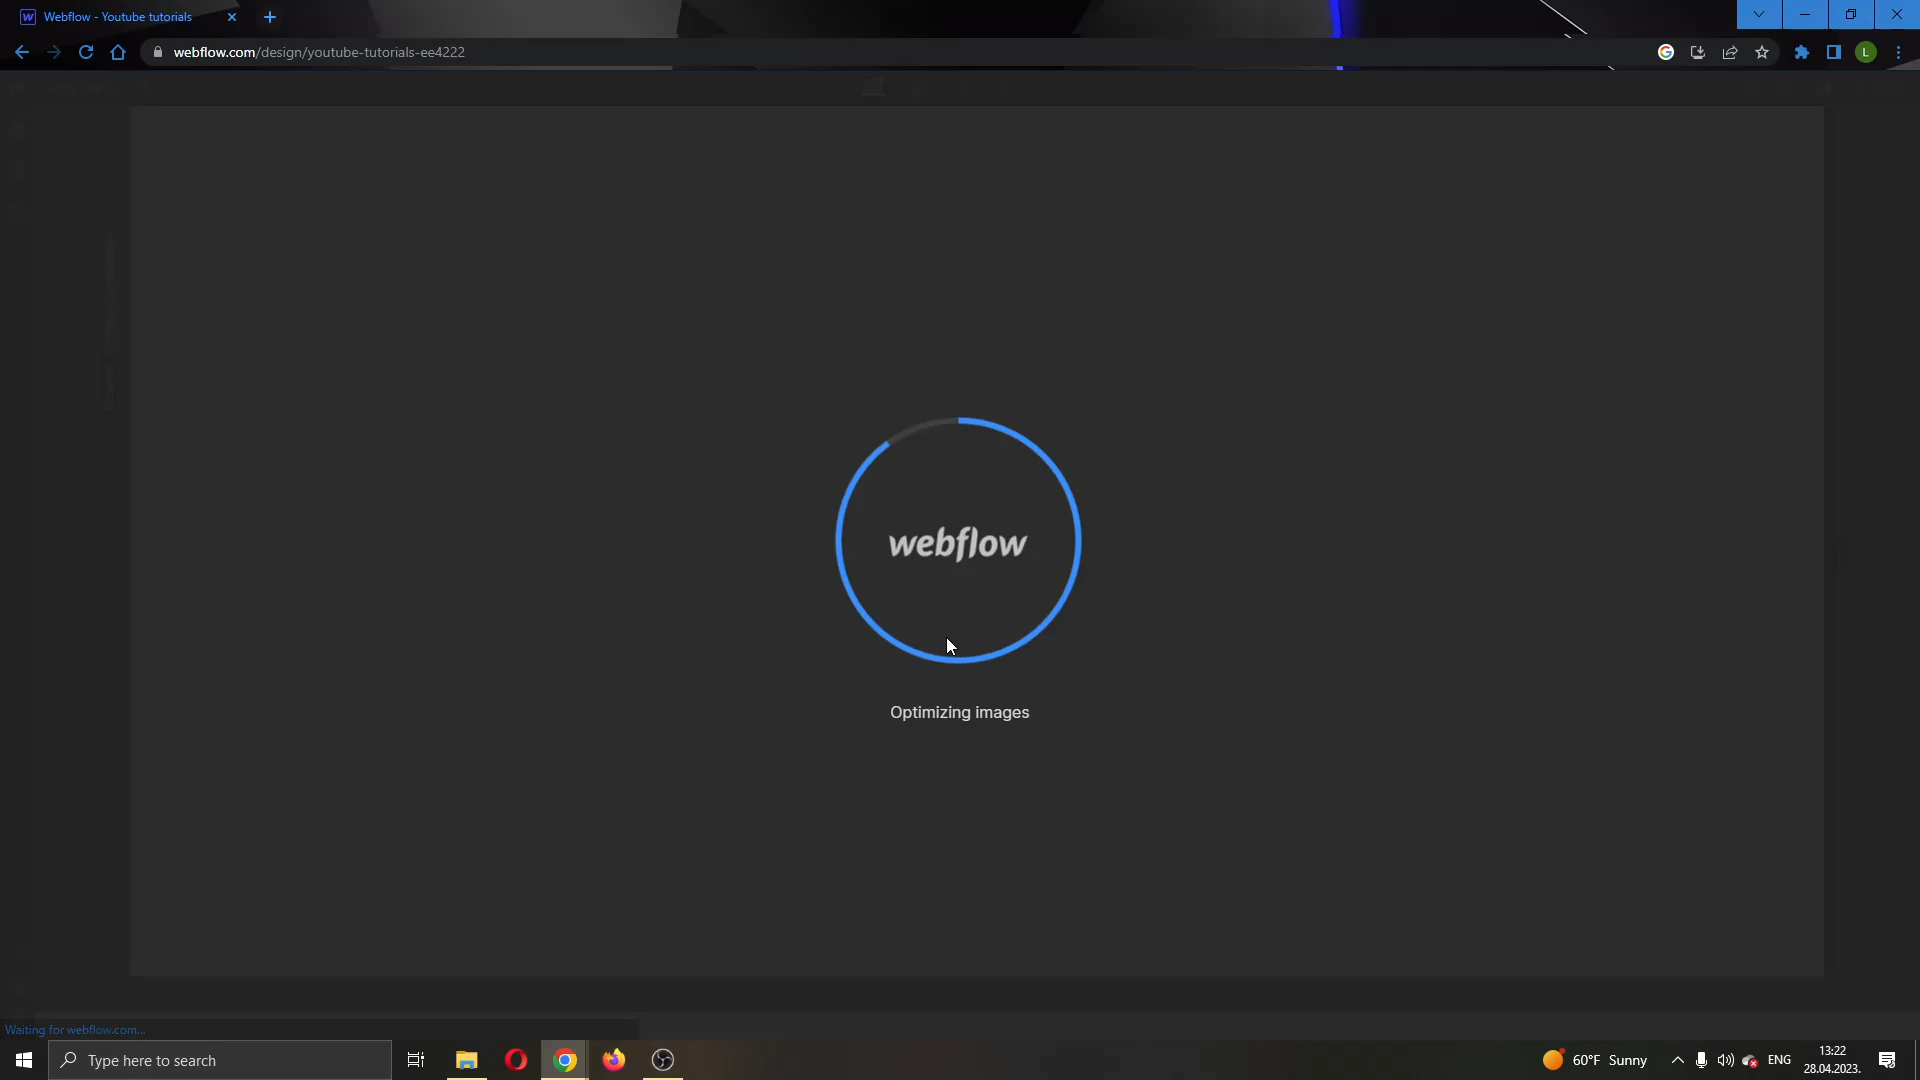 Webflow - Youtube tutorials
webflow.com/design/youtube-tutorials-ee4222
L
webflow
Optimizing images
Waiting for webflow.com...
Type here to search
60°F Sunny
ENG
13:22
28.04.2023.